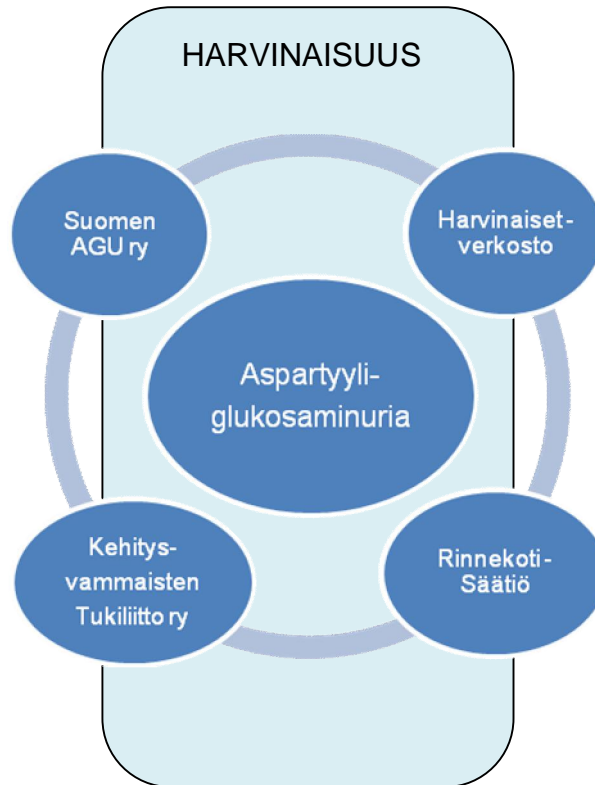 HARVINAISUUS
Suomen
AGU ry
Harvinaiset-
verkosto
Aspartyyli-
glukosaminuria
Kehitys-
vammaisten
Tukiliitto ry
Rinnekoti-
Säätiö